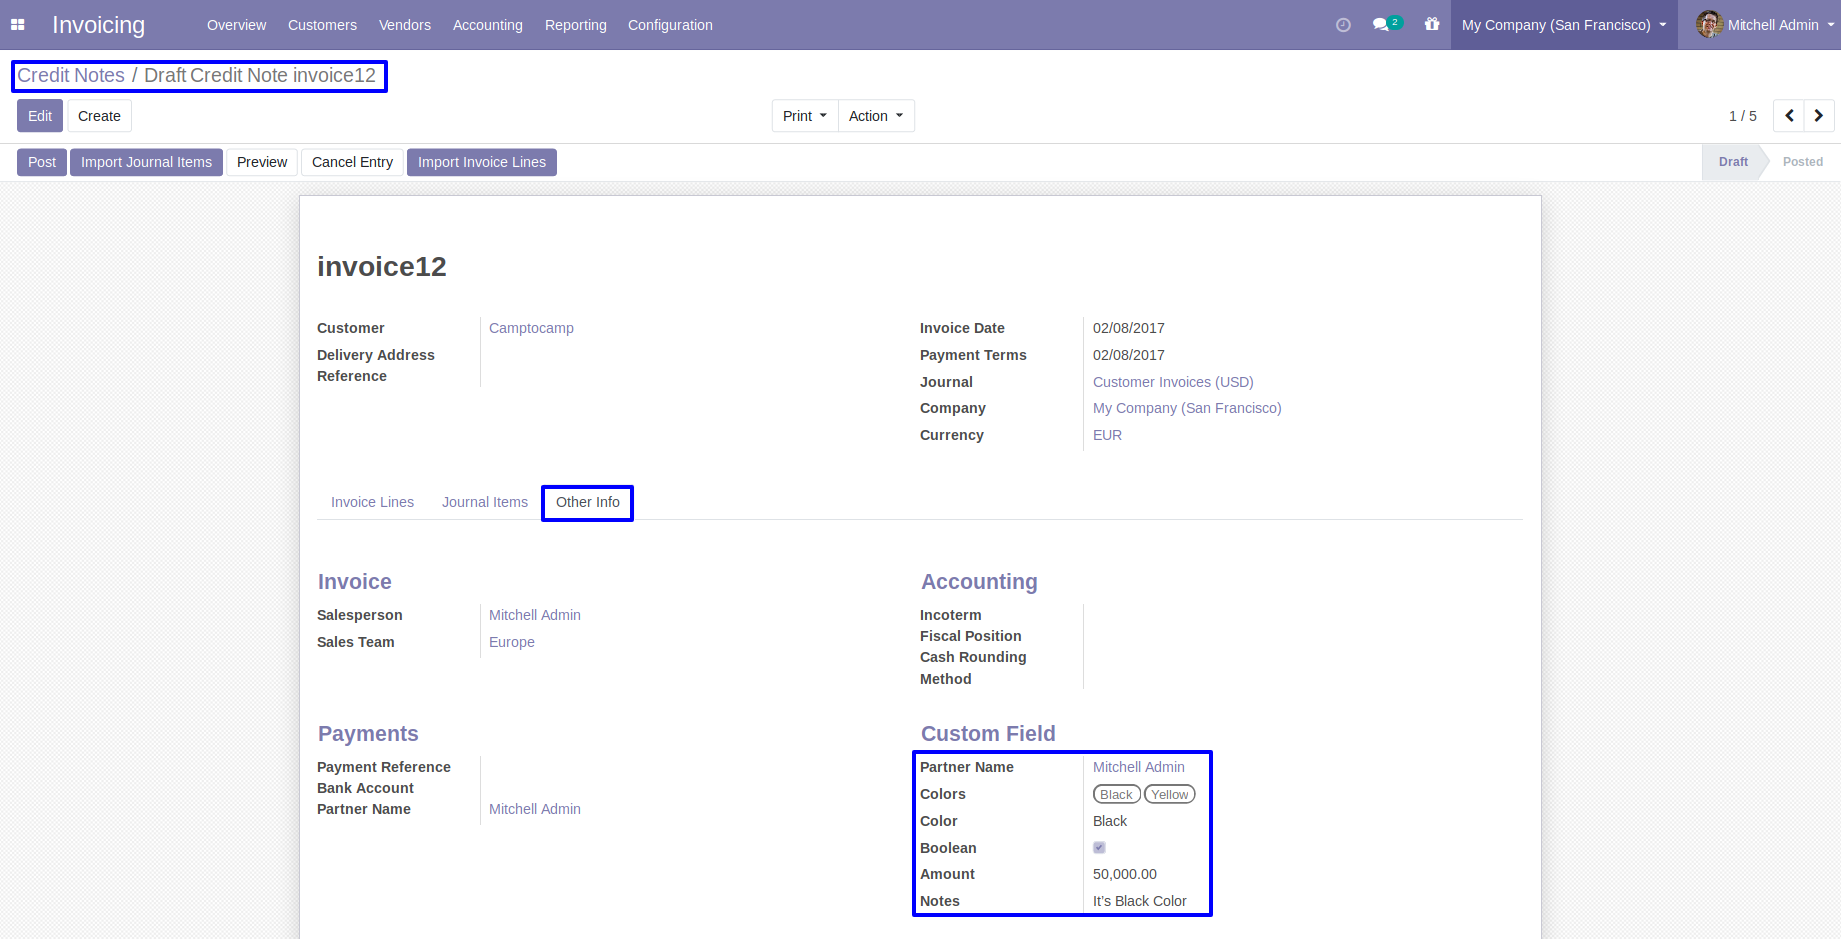 Invoicing Overview Customers Vendors Accounting Reporting Configuration 2 My Company (San Francisco) Mitchell Admin
Credit Notes / Draft Credit Note invoice12
Edit Create Print Action 1 / 5
Post Import Journal Items Preview Cancel Entry Import Invoice Lines Draft Posted
invoice12
Customer Camptocamp
Delivery Address
Reference
Invoice Date 02/08/2017
Payment Terms 02/08/2017
Journal Customer Invoices (USD)
Company My Company (San Francisco)
Currency EUR
Invoice Lines Journal Items Other Info
Invoice
Salesperson Mitchell Admin
Sales Team Europe
Accounting
Incoterm
Fiscal Position
Cash Rounding
Method
Payments
Payment Reference
Bank Account
Partner Name Mitchell Admin
Custom Field
Partner Name Mitchell Admin
Colors Black Yellow
Color Black
Boolean
Amount 50,000.00
Notes It's Black Color